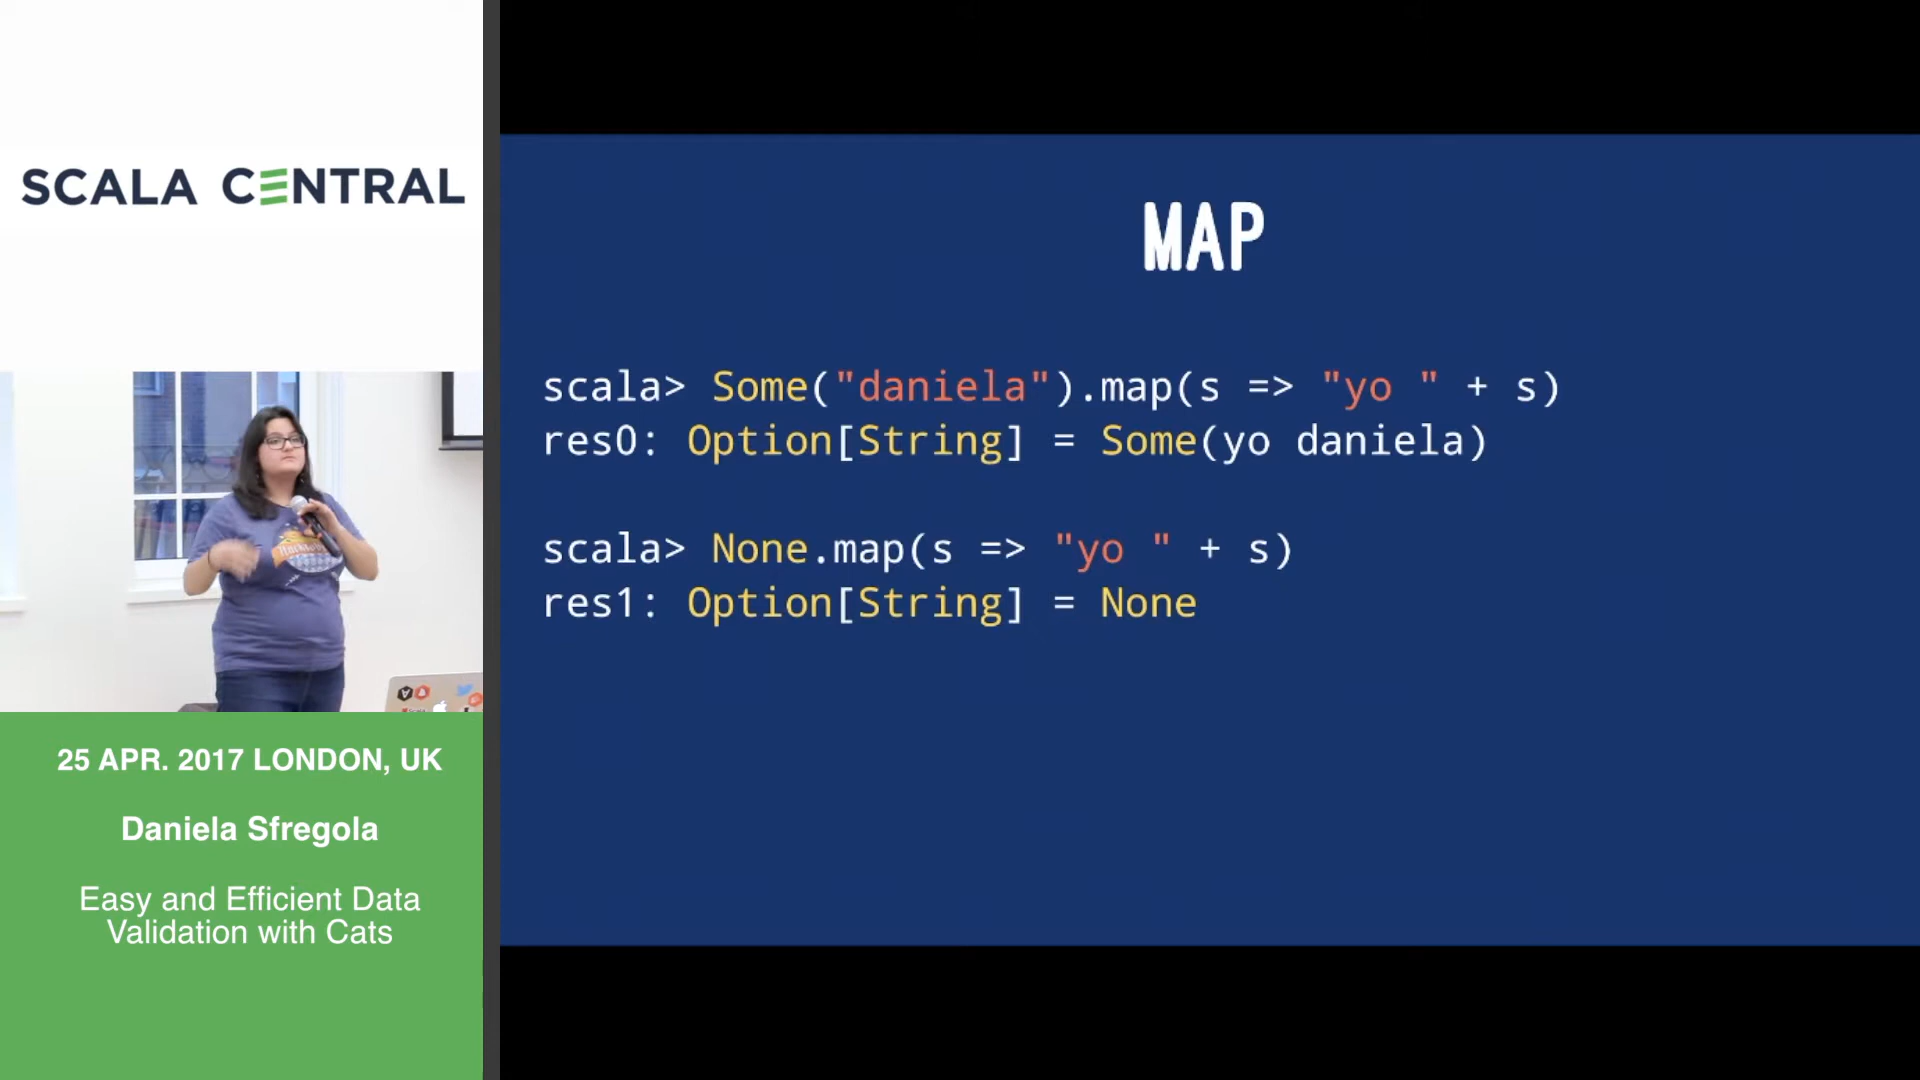 SCALA CENTRAL
MAP
scala> Some("daniela").map(s => "yo " + s)
res0: Option[String] = Some(yo daniela)
scala> None.map(s => "yo " + s)
res1: Option[String] = None
25 APR. 2017 LONDON, UK
Daniela Sfregola
Easy and Efficient Data
Validation with Cats